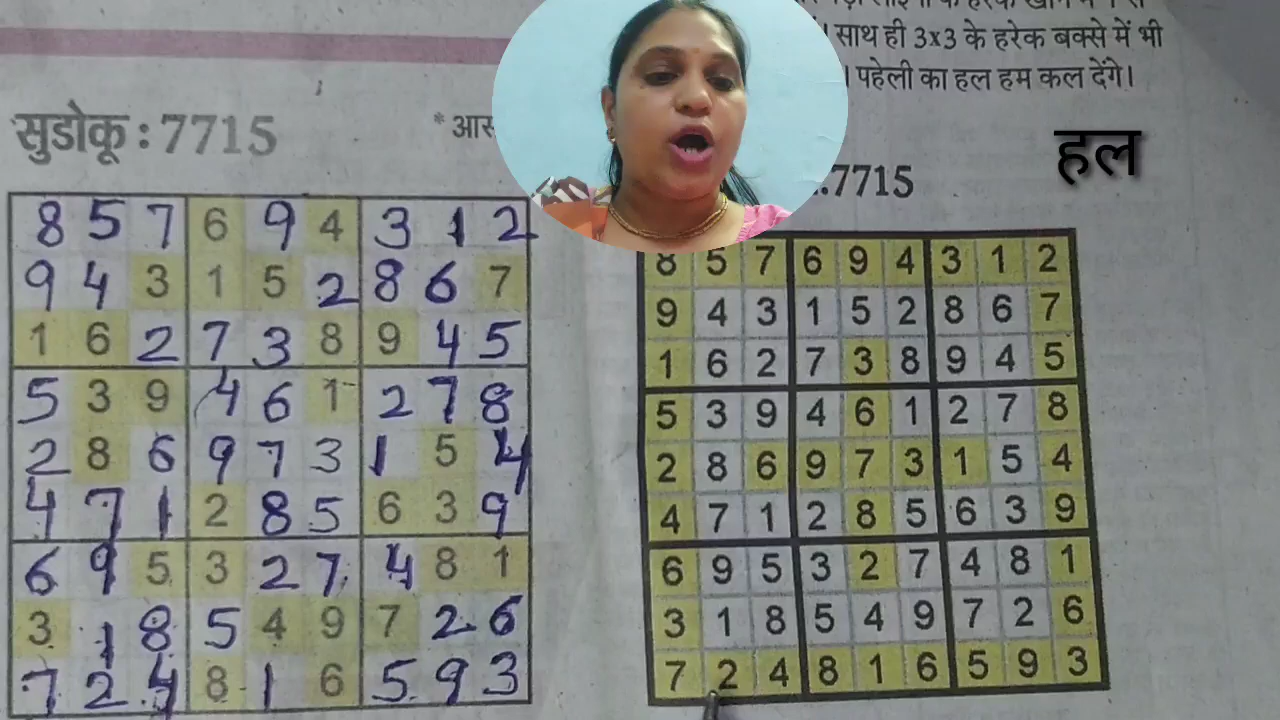 साथ ही 3x3 के हरेक बक्से में भी
पहेली का हल हम कल देंगे।
सुडोकू : 7715
* आस
हल
.7715
8 5 7 6 9 4 3 1 2
9 4 3 1 5 2 8 6 7
1 6 2 7 3 8 9 4 5
5 3 9 4 6 1 2 7 8
2 8 6 9 7 3 1 5 4
4 7 1 2 8 5 6 3 9
6 9 5 3 2 7 4 8 1
3 1 8 5 4 9 7 2 6
7 2 4 8 1 6 5 9 3
8 5 7 6 9 4 3 1 2
9 4 3 1 5 2 8 6 7
1 6 2 7 3 8 9 4 5
5 3 9 4 6 1 2 7 8
2 8 6 9 7 3 1 5 4
4 7 1 2 8 5 6 3 9
6 9 5 3 2 7 4 8 1
3 1 8 5 4 9 7 2 6
7 2 4 8 1 6 5 9 3